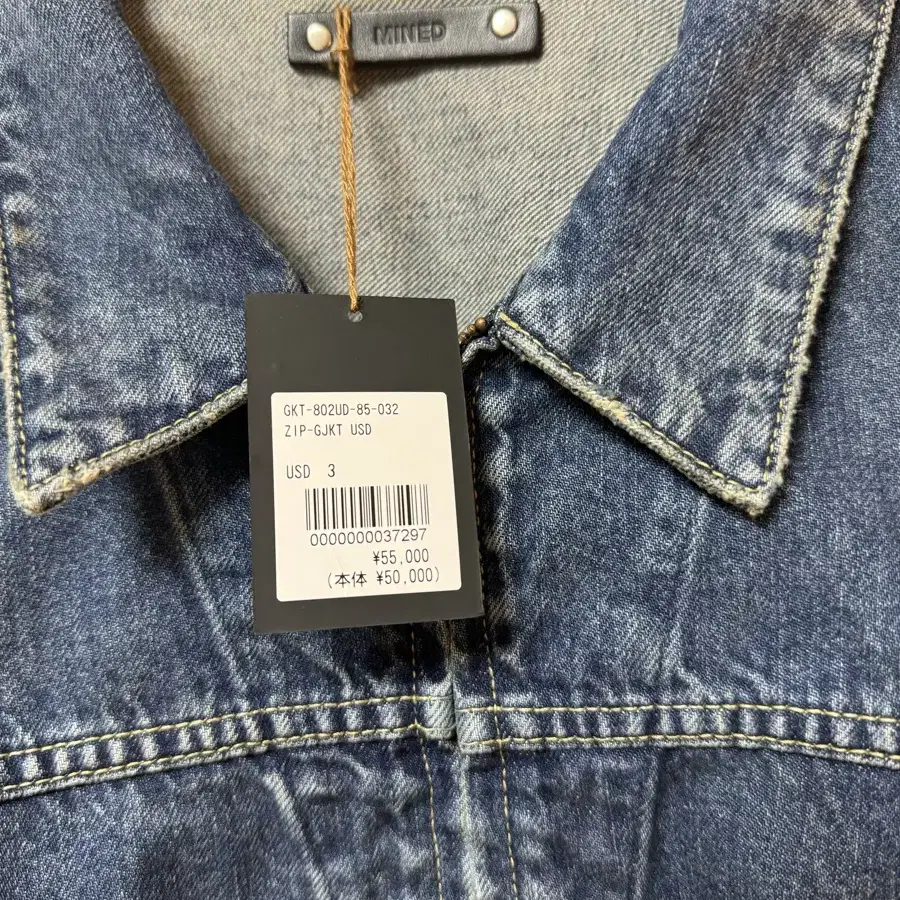 MINED
GKT-802UD-85-032
ZIP-GJKT USD
USD 3
0000000037297
¥55,000
(本体 ¥50,000)